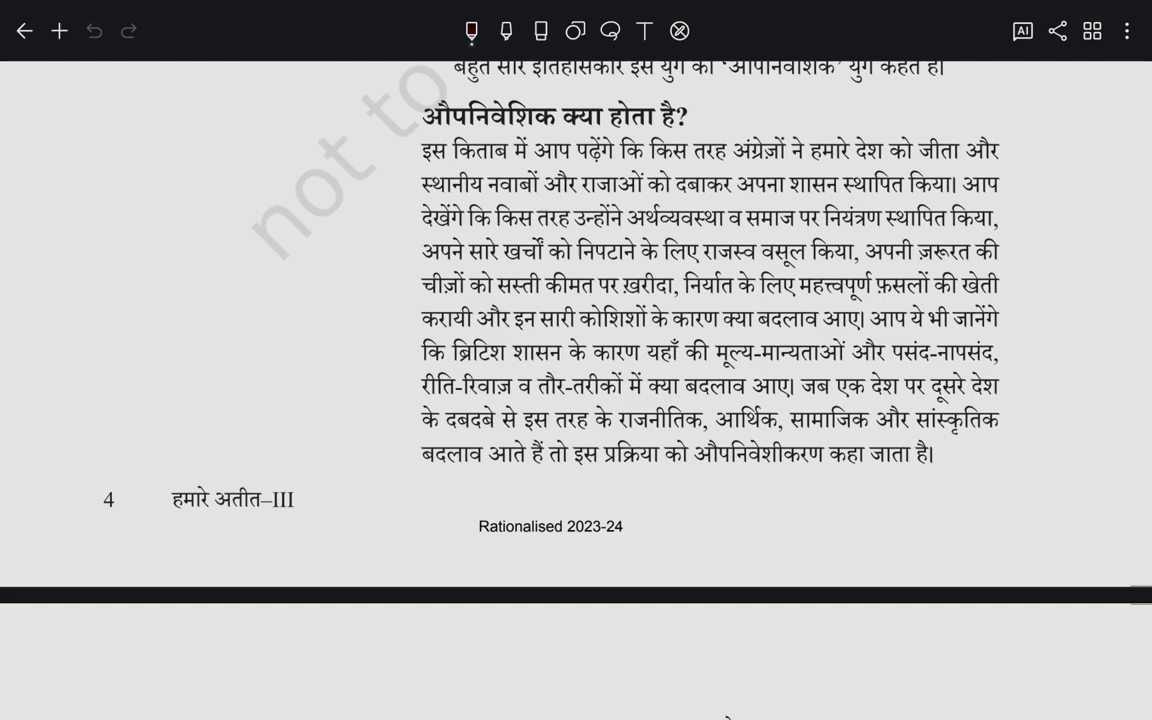 बहुत सारे इतिहासकार इस युग को ‘औपनिवेशिक’ युग कहते हैं।
not to
औपनिवेशिक क्या होता है?
इस किताब में आप पढ़ेंगे कि किस तरह अंग्रेज़ों ने हमारे देश को जीता और
स्थानीय नवाबों और राजाओं को दबाकर अपना शासन स्थापित किया। आप
देखेंगे कि किस तरह उन्होंने अर्थव्यवस्था व समाज पर नियंत्रण स्थापित किया,
अपने सारे खर्चों को निपटाने के लिए राजस्व वसूल किया, अपनी ज़रूरत की
चीज़ों को सस्ती कीमत पर ख़रीदा, निर्यात के लिए महत्त्वपूर्ण फ़सलों की खेती
करायी और इन सारी कोशिशों के कारण क्या बदलाव आए। आप ये भी जानेंगे
कि ब्रिटिश शासन के कारण यहाँ की मूल्य-मान्यताओं और पसंद-नापसंद,
रीति-रिवाज़ व तौर-तरीकों में क्या बदलाव आए। जब एक देश पर दूसरे देश
के दबदबे से इस तरह के राजनीतिक, आर्थिक, सामाजिक और सांस्कृतिक
बदलाव आते हैं तो इस प्रक्रिया को औपनिवेशीकरण कहा जाता है।
4 हमारे अतीत–III
Rationalised 2023-24